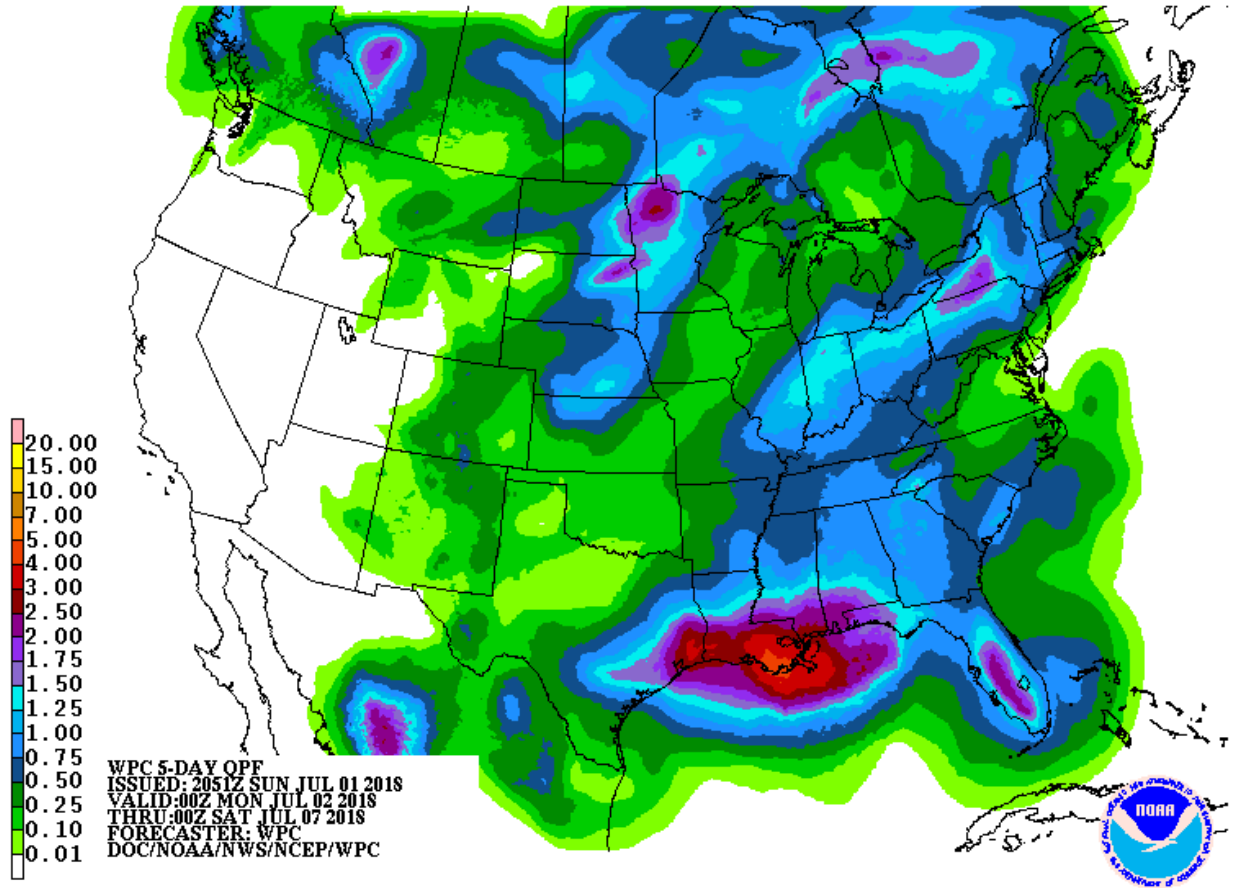 20.00
15.00
10.00
7.00
5.00
4.00
3.00
2.50
2.00
1.75
1.50
1.25
1.00
0.75
0.50
0.25
0.10
0.01
WPC 5-DAY QPF
ISSUED: 2051Z SUN JUL 01 2018
VALID:00Z MON JUL 02 2018
THRU:00Z SAT JUL 07 2018
FORECASTER: WPC
DOC/NOAA/NWS/NCEP/WPC
NOAA